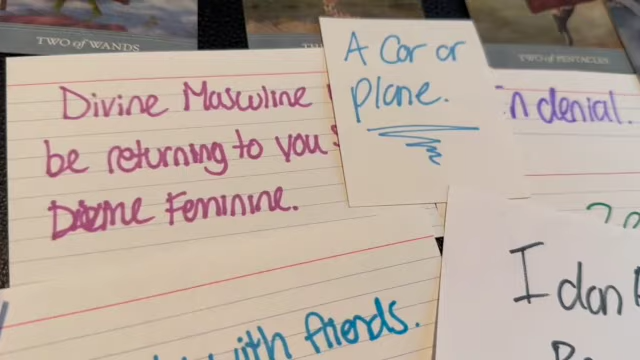 TWO of WANDS
TWO of PENTACLES
A Car or
Plane.
Divine Masculine
be returning to you
Divine Feminine.
in denial.
I don't
with friends.